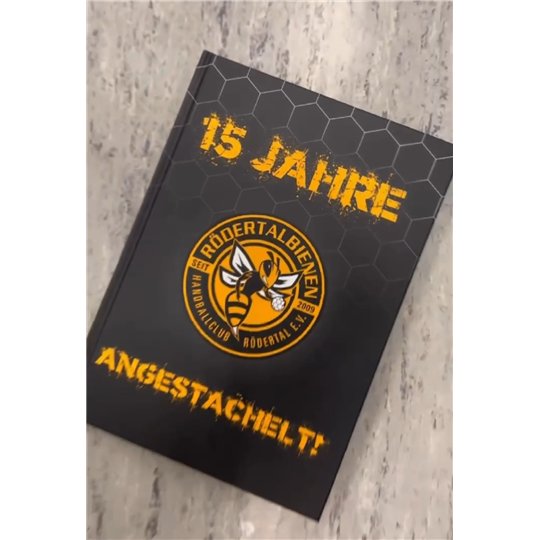 15 JAHRE
RÖDERTALBIENEN
SEIT 2009
HANDBALLCLUB RÖDERTAL E.V.
ANGESTACHELT!